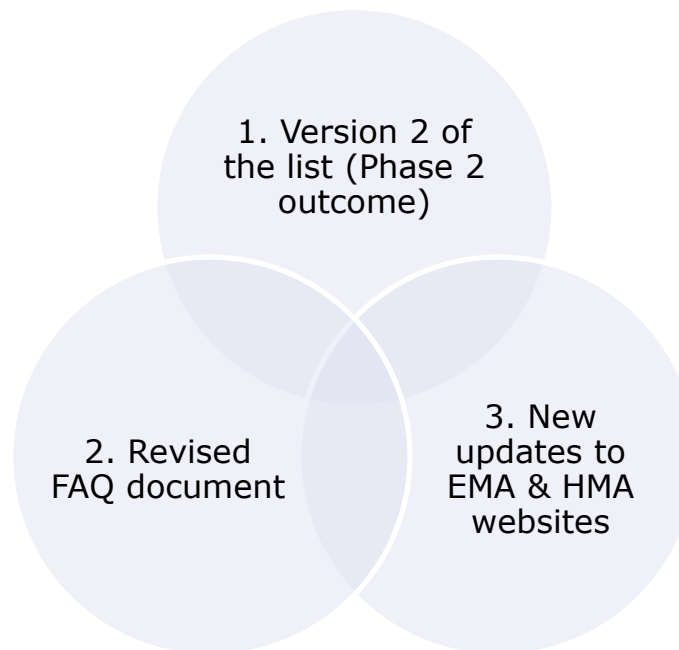 1. Version 2 of
the list (Phase 2
outcome)
2. Revised
FAQ document
3. New
updates to
EMA & HMA
websites